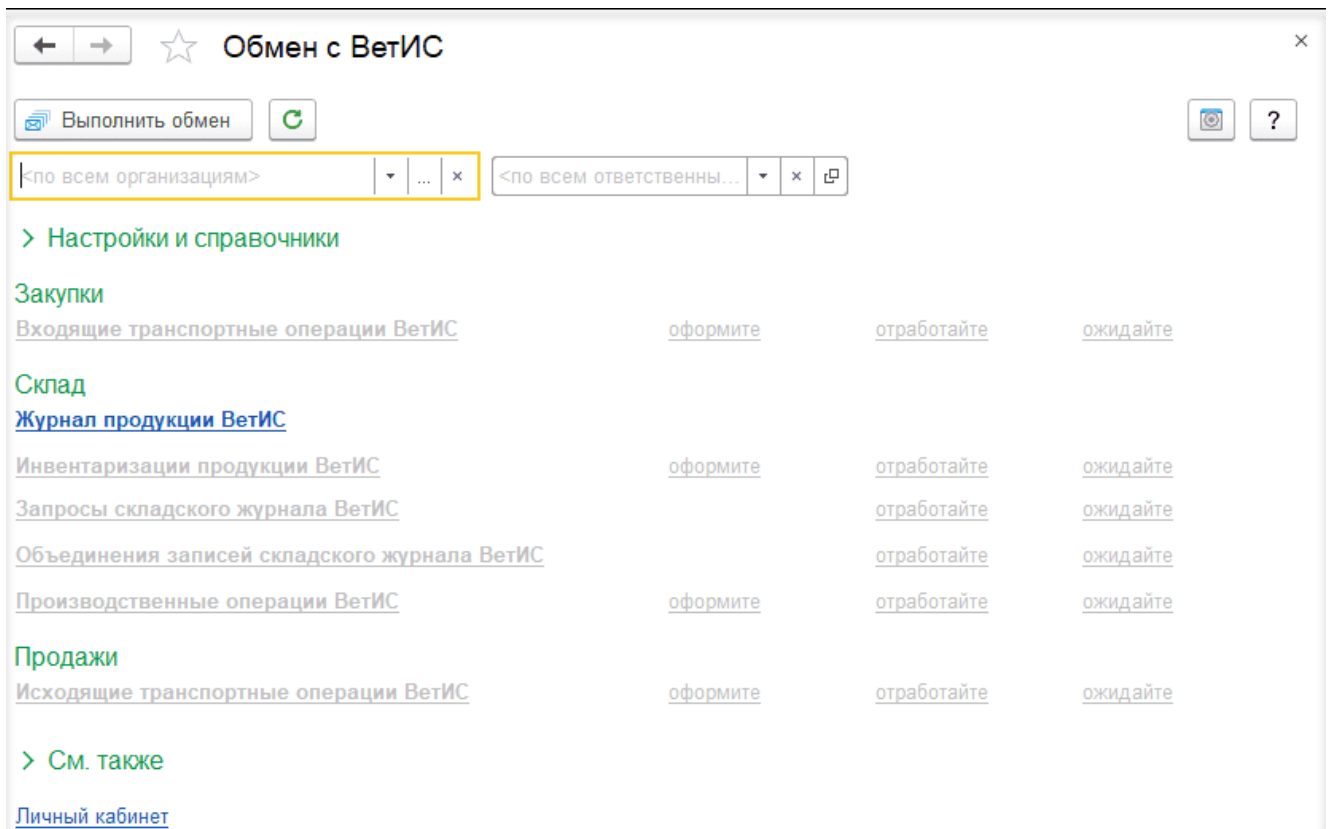 Обмен с ВетИС
Выполнить обмен
?
<по всем организациям> ... <по всем ответственны...
Настройки и справочники
Закупки
Входящие транспортные операции ВетИС оформите отработайте ожидайте
Склад
Журнал продукции ВетИС
Инвентаризации продукции ВетИС оформите отработайте ожидайте
Запросы складского журнала ВетИС отработайте ожидайте
Объединения записей складского журнала ВетИС отработайте ожидайте
Производственные операции ВетИС оформите отработайте ожидайте
Продажи
Исходящие транспортные операции ВетИС оформите отработайте ожидайте
См. также
Личный кабинет